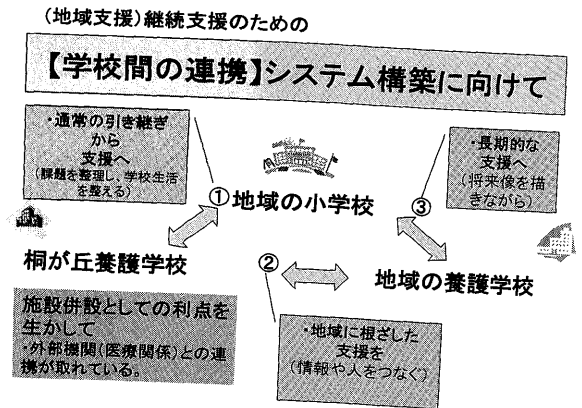 (地域支援)継続支援のための
【学校間の連携】システム構築に向けて
・通常の引き継ぎ
から
支援へ
(課題を整理し、学校生活
を整える)
・長期的な
支援へ
(将来像を描
きながら)
①地域の小学校
③
桐が丘養護学校
②
地域の養護学校
施設併設としての利点を
生かして
・外部機関(医療関係)との連
携が取れている。
・地域に根ざした
支援を
(情報や人をつなぐ)